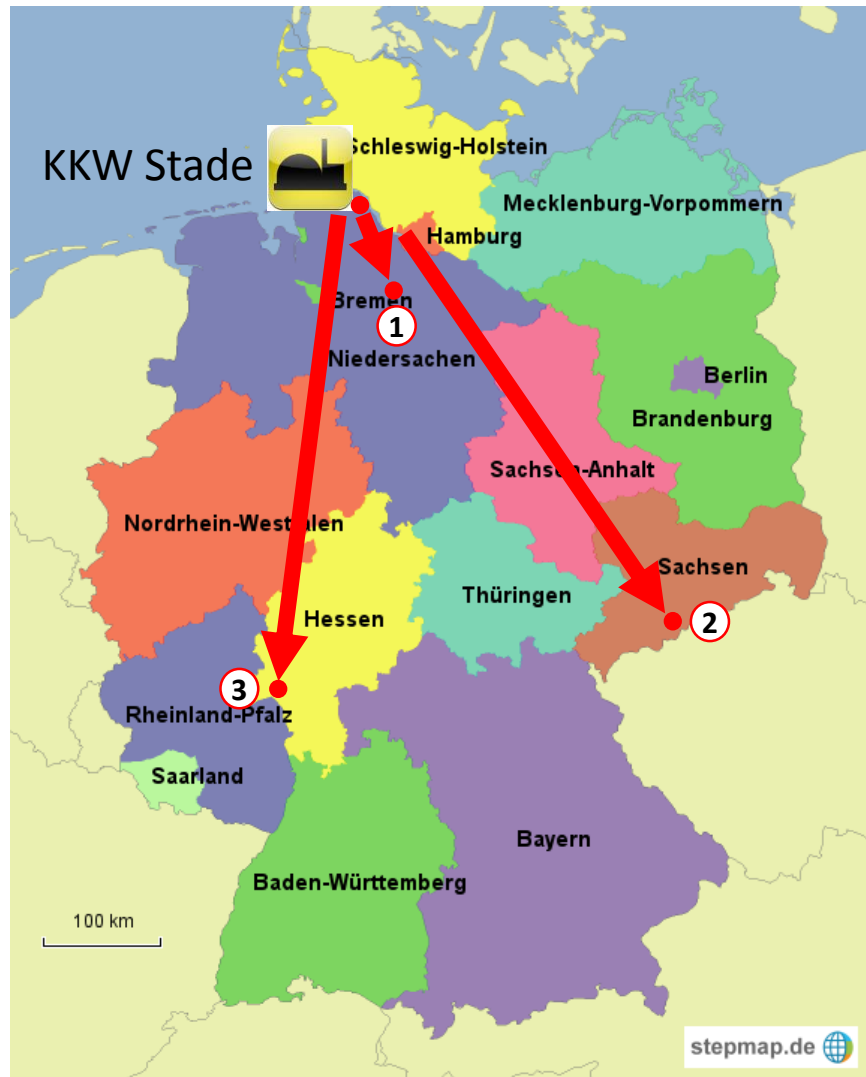 Schleswig-Holstein
KKW Stade
Mecklenburg-Vorpommern
Hamburg
Bremen
1
Niedersachen
Berlin
Brandenburg
Sachsen-Anhalt
Nordrhein-Westfalen
Sachsen
Thüringen
Hessen
2
3
Rheinland-Pfalz
Saarland
Bayern
Baden-Württemberg
100 km
stepmap.de